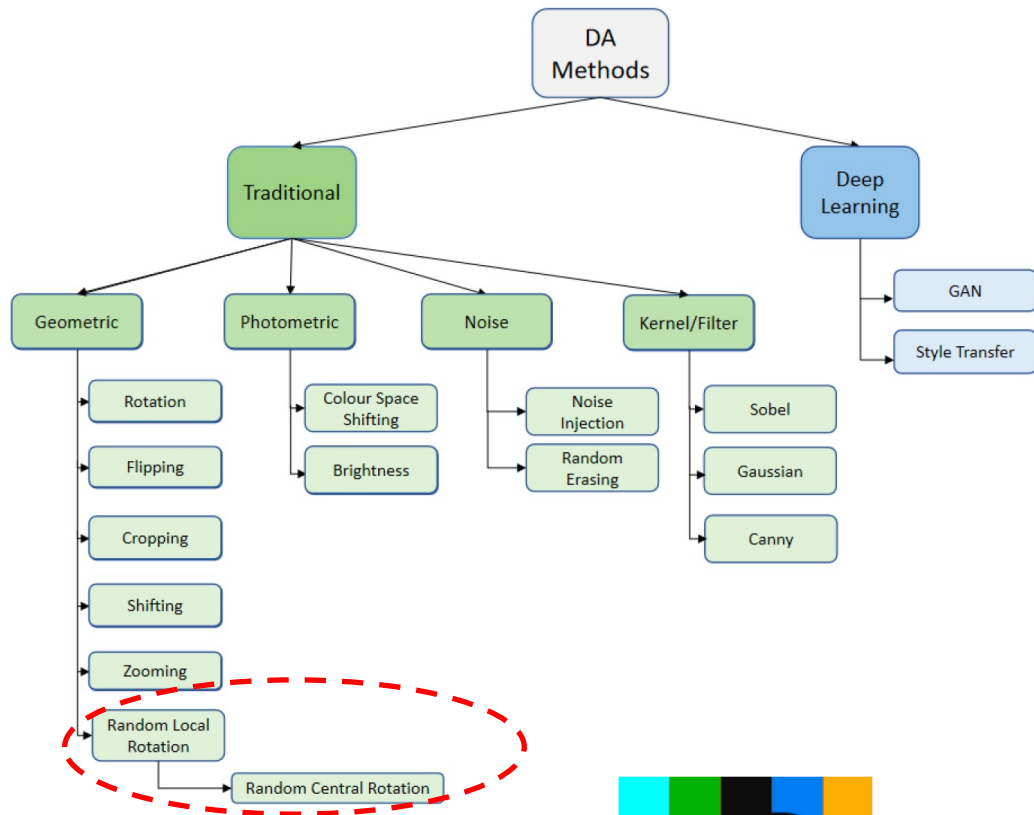 DA
Methods
Traditional
Deep
Learning
GAN
Style Transfer
Geometric
Photometric
Noise
Kernel/Filter
Rotation
Flipping
Cropping
Shifting
Zooming
Random Local
Rotation
Random Central Rotation
Colour Space
Shifting
Brightness
Noise
Injection
Random
Erasing
Sobel
Gaussian
Canny